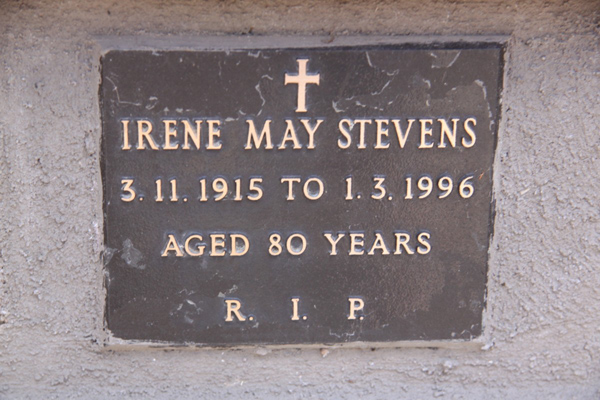 IRENE MAY STEVENS
3. 11. 1915 TO 1. 3. 1996
AGED 80 YEARS
R. I. P.